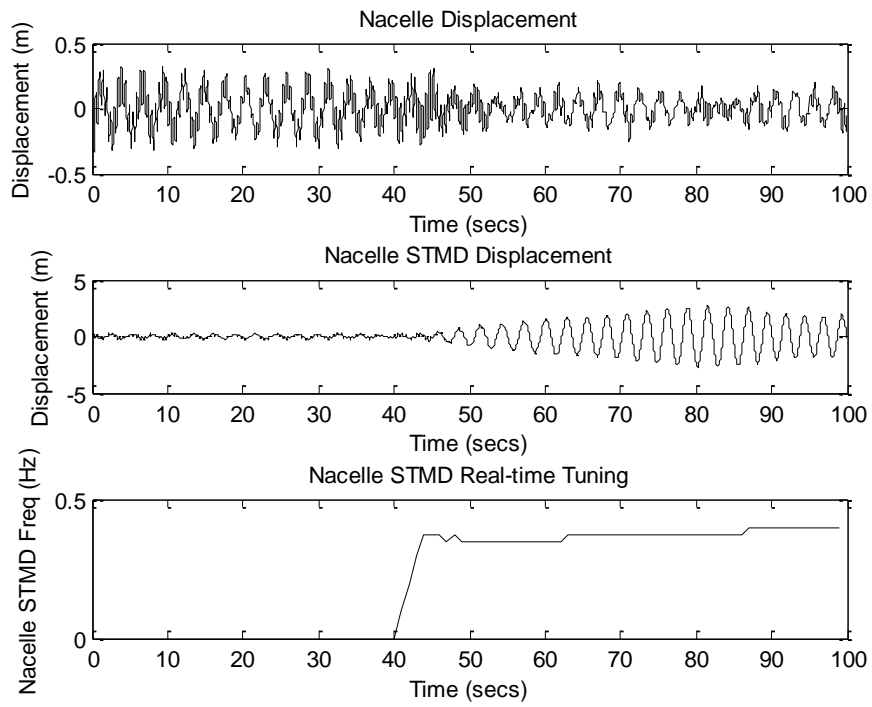 Nacelle Displacement
Displacement (m)
0.5
0
-0.5
0 10 20 30 40 50 60 70 80 90 100
Time (secs)
Nacelle STMD Displacement
Displacement (m)
5
0
-5
0 10 20 30 40 50 60 70 80 90 100
Time (secs)
Nacelle STMD Real-time Tuning
Nacelle STMD Freq (Hz)
0.5
0
0 10 20 30 40 50 60 70 80 90 100
Time (secs)